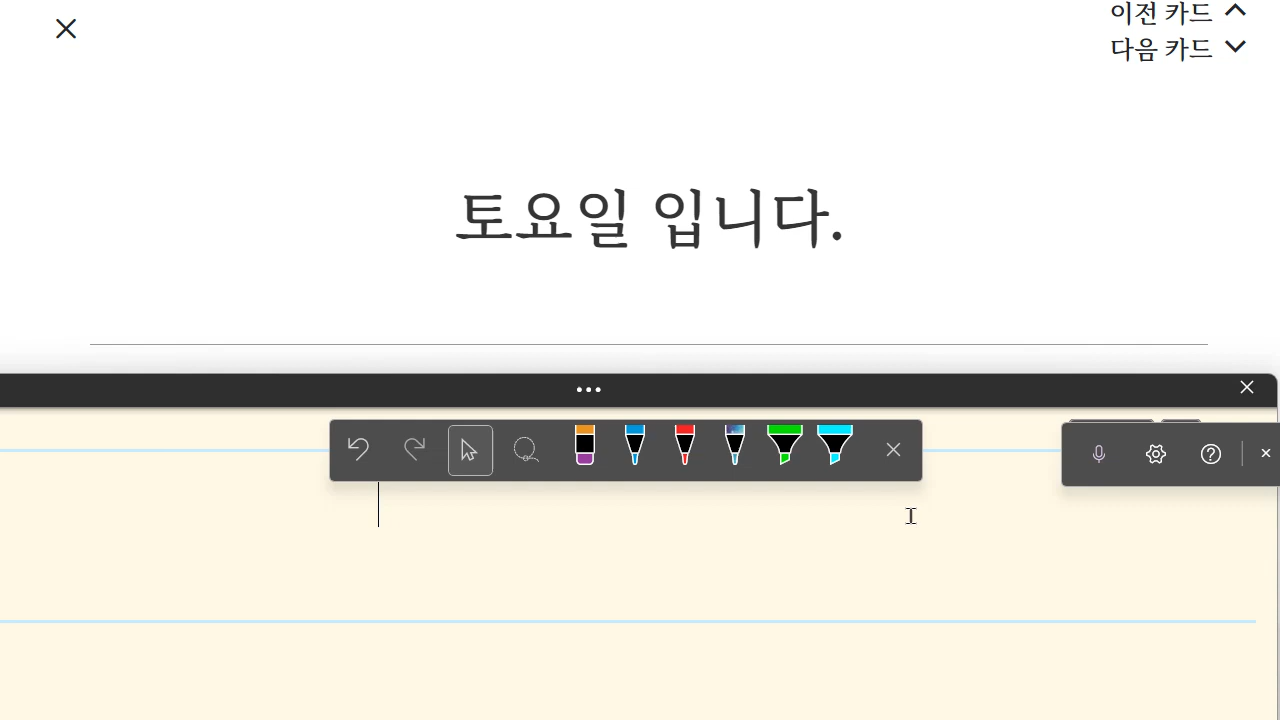 이전 카드
다음 카드
토요일 입니다.